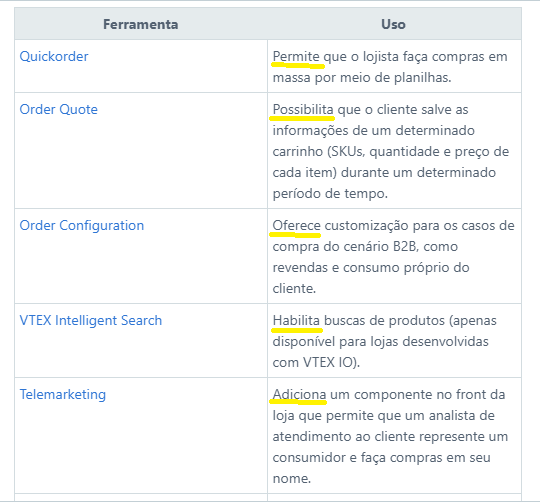 Ferramenta Uso
Quickorder
Permite que o lojista faça compras em
massa por meio de planilhas.
Order Quote
Possibilita que o cliente salve as
informações de um determinado
carrinho (SKUs, quantidade e preço de
cada item) durante um determinado
período de tempo.
Order Configuration
Oferece customização para os casos de
compra do cenário B2B, como
revendas e consumo próprio do
cliente.
VTEX Intelligent Search
Habilita buscas de produtos (apenas
disponível para lojas desenvolvidas
com VTEX IO).
Telemarketing
Adiciona um componente no front da
loja que permite que um analista de
atendimento ao cliente represente um
consumidor e faça compras em seu
nome.